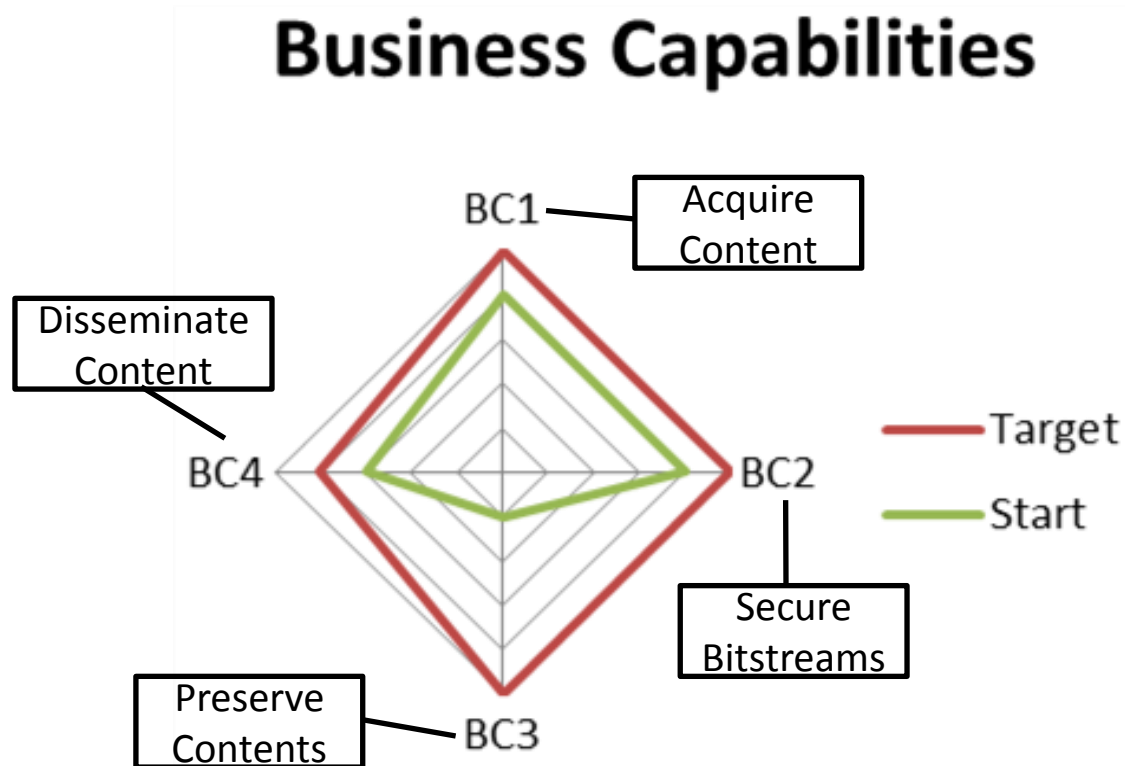 Business Capabilities
BC1
Acquire
Content
Disseminate
Content
Target
BC4
BC2
Start
Secure
Bitstreams
Preserve
Contents
BC3